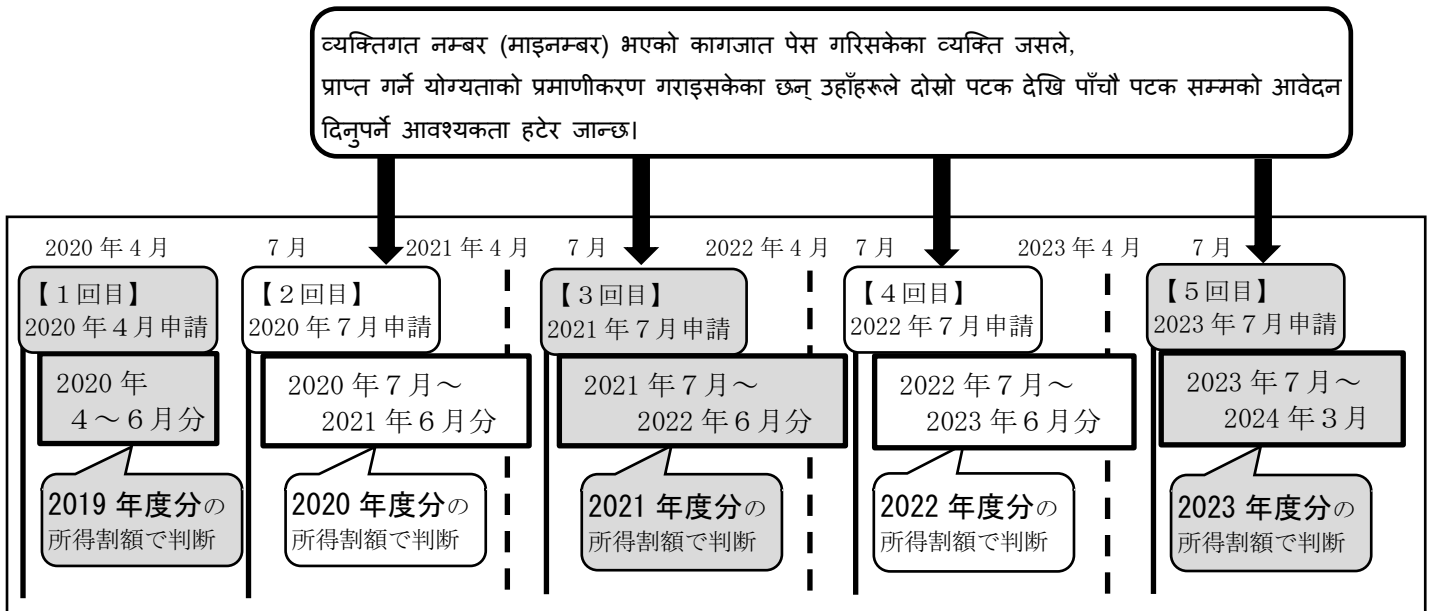 व्यक्तिगत नम्बर (माइनम्बर) भएको कागजात पेस गरिसकेका व्यक्ति जसले,
प्राप्त गर्ने योग्यताको प्रमाणीकरण गराइसकेका छन् उहाँहरूले दोस्रो पटक देखि पाँचौ पटक सम्मको आवेदन
दिनुपर्ने आवश्यकता हटेर जान्छ।
2020 年４月 ７月 2021 年４月 ７月 2022 年４月 ７月 2023 年４月 ７月
【１回目】
2020 年４月申請
2020 年
４～６月分
2019 年度分の
所得割額で判断
【２回目】
2020 年７月申請
2020 年７月～
2021 年６月分
2020 年度分の
所得割額で判断
【３回目】
2021 年７月申請
2021 年７月～
2022 年６月分
2021 年度分の
所得割額で判断
【４回目】
2022 年７月申請
2022 年７月～
2023 年６月分
2022 年度分の
所得割額で判断
【５回目】
2023 年７月申請
2023 年７月～
2024 年３月
2023 年度分の
所得割額で判断